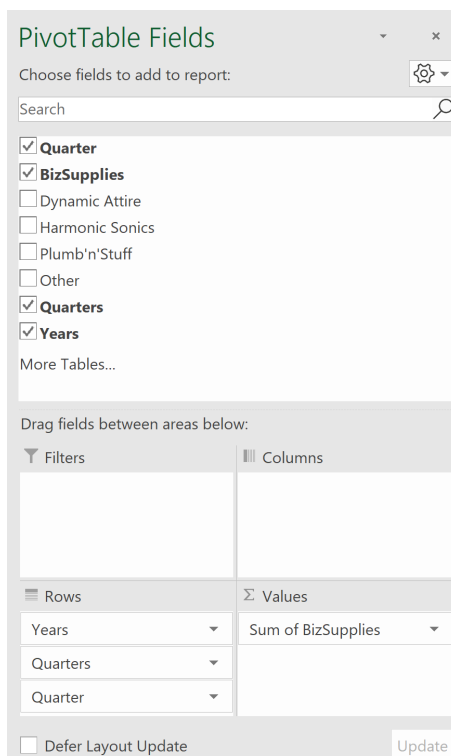 PivotTable Fields
Choose fields to add to report:
Search
Quarter
BizSupplies
Dynamic Attire
Harmonic Sonics
Plumb'n'Stuff
Other
Quarters
Years
More Tables...
Drag fields between areas below:
Filters
Columns
Rows
Σ Values
Years
Sum of BizSupplies
Quarters
Quarter
Defer Layout Update
Update